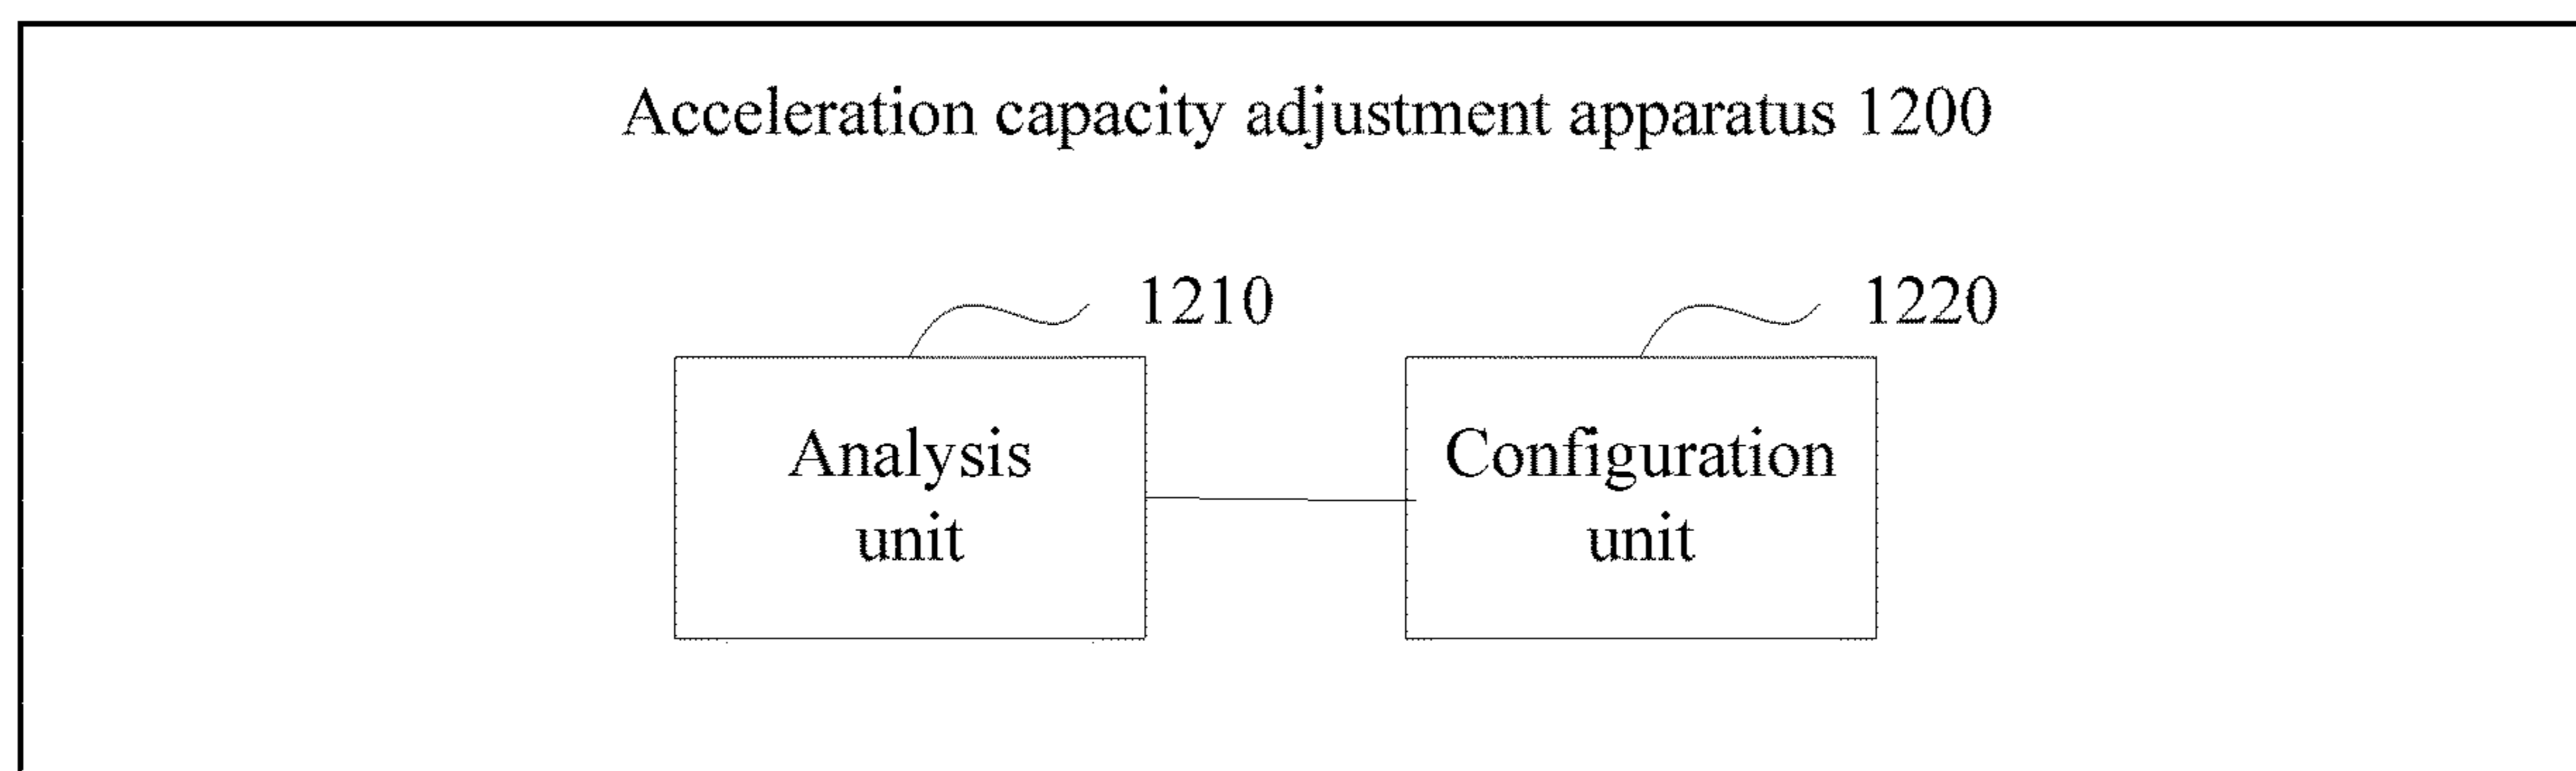 Acceleration capacity adjustment apparatus 1200
1210
1220
Analysis
unit
Configuration
unit